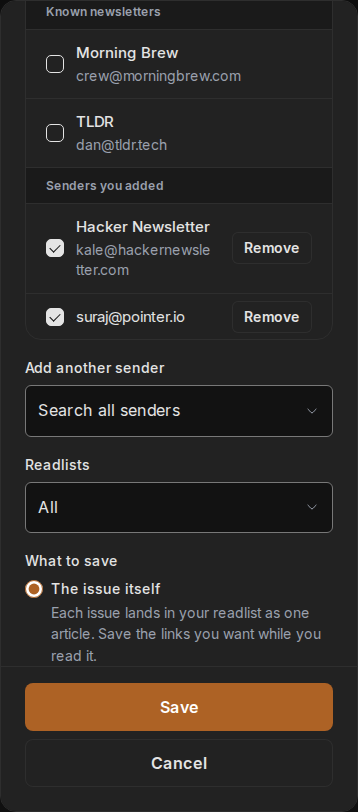 Known newsletters
Morning Brew
crew@morningbrew.com
TLDR
dan@tldr.tech
Senders you added
Hacker Newsletter
kale@hackernewsle
tter.com
Remove
suraj@pointer.io
Remove
Add another sender
Search all senders
Readlists
All
What to save
The issue itself
Each issue lands in your readlist as one
article. Save the links you want while you
read it.
Save
Cancel